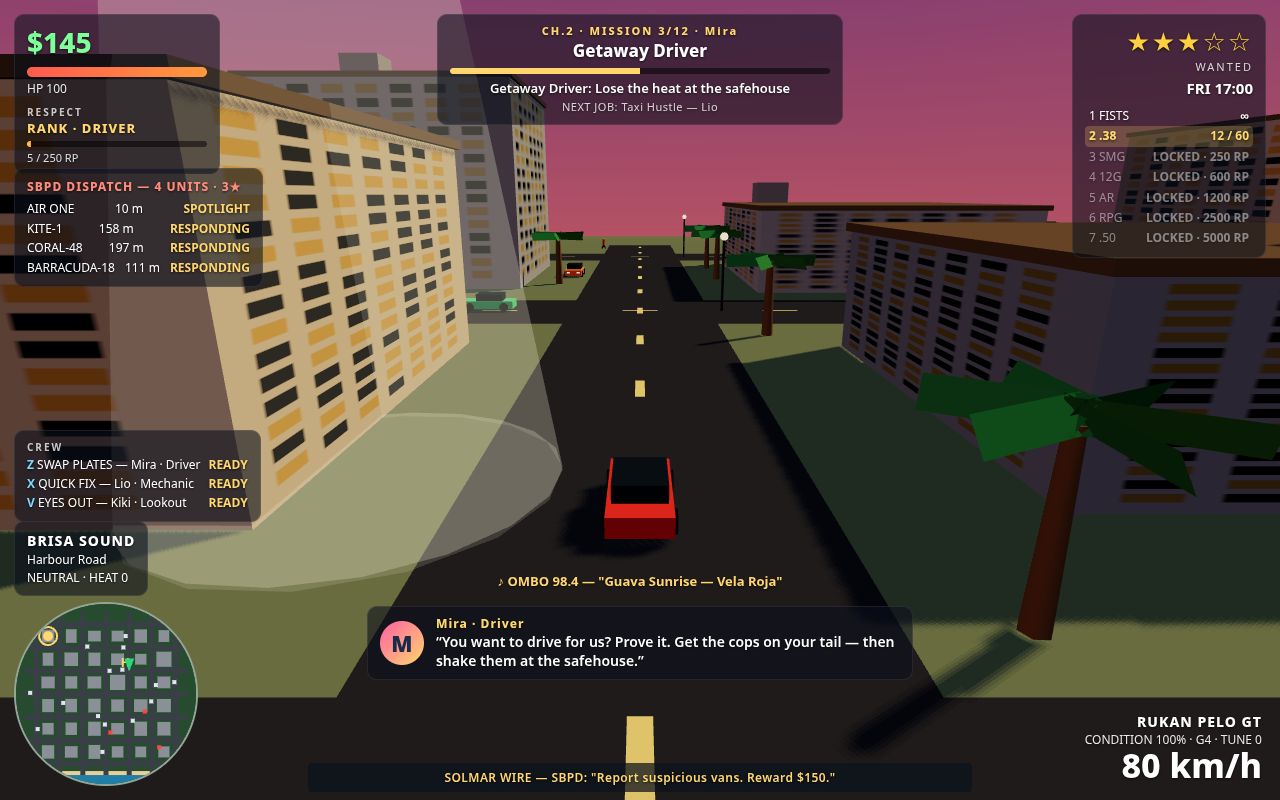 $145
HP 100
RESPECT
RANK · DRIVER
5 / 250 RP
SBPD DISPATCH — 4 UNITS · 3★
AIR ONE 10 m SPOTLIGHT
KITE-1 158 m RESPONDING
CORAL-48 197 m RESPONDING
BARRACUDA-18 111 m RESPONDING
CH.2 · MISSION 3/12 · Mira
Getaway Driver
Getaway Driver: Lose the heat at the safehouse
NEXT JOB: Taxi Hustle — Lio
★★★☆☆
WANTED
FRI 17:00
1 FISTS ∞
2 .38 12 / 60
3 SMG LOCKED · 250 RP
4 12G LOCKED · 600 RP
5 AR LOCKED · 1200 RP
6 RPG LOCKED · 2500 RP
7 .50 LOCKED · 5000 RP
CREW
Z SWAP PLATES — Mira · Driver READY
X QUICK FIX — Lio · Mechanic READY
V EYES OUT — Kiki · Lookout READY
BRISA SOUND
Harbour Road
NEUTRAL · HEAT 0
♪ OMBO 98.4 — "Guava Sunrise — Vela Roja"
M
Mira · Driver
“You want to drive for us? Prove it. Get the cops on your tail — then
shake them at the safehouse.”
SOLMAR WIRE — SBPD: "Report suspicious vans. Reward $150."
RUKAN PELO GT
CONDITION 100% · G4 · TUNE 0
80 km/h